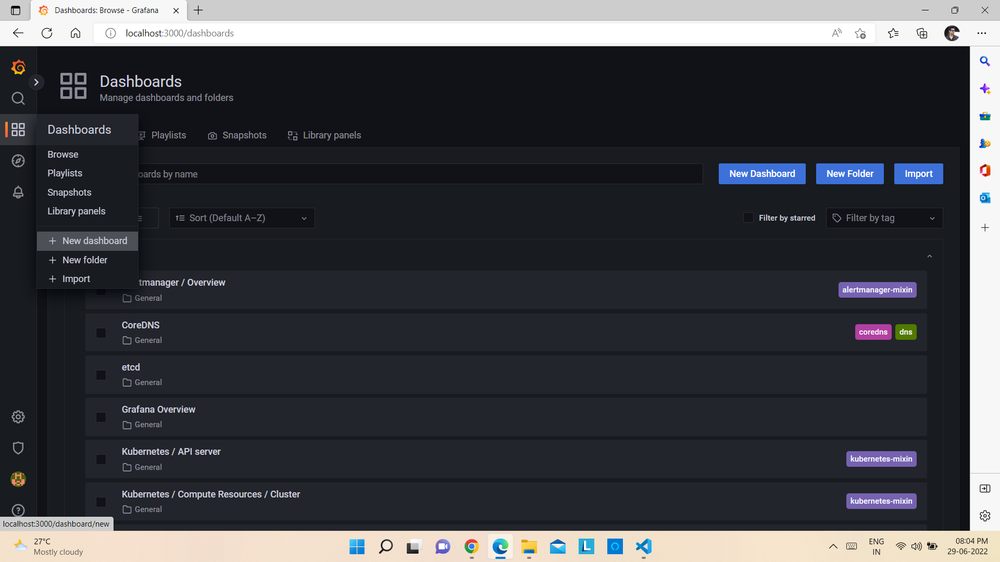 Dashboards: Browse - Grafana
localhost:3000/dashboards
Dashboards
Manage dashboards and folders
Dashboards
Playlists
Snapshots
Library panels
Browse
Playlists
Snapshots
Library panels
New dashboard
New folder
Import
oards by name
New Dashboard
New Folder
Import
Sort (Default A–Z)
Filter by starred
Filter by tag
tmanager / Overview
General
alertmanager-mixin
CoreDNS
General
coredns
dns
etcd
General
Grafana Overview
General
Kubernetes / API server
General
kubernetes-mixin
Kubernetes / Compute Resources / Cluster
General
kubernetes-mixin
localhost:3000/dashboard/new
27°C
Mostly cloudy
ENG
IN
08:04 PM
29-06-2022